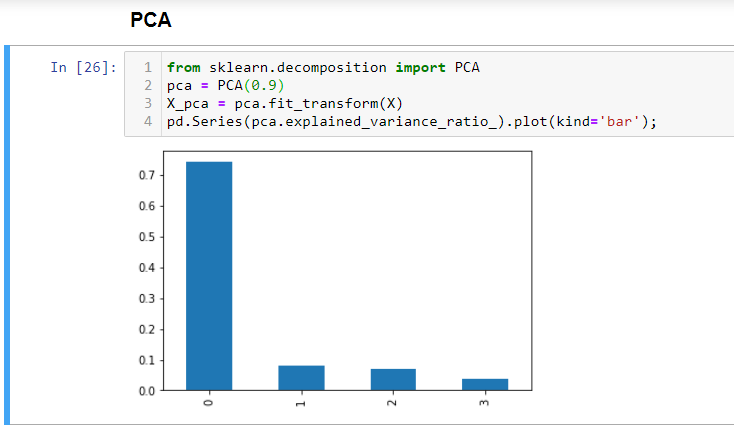 PCA
In [26]:
1 from sklearn.decomposition import PCA
2 pca = PCA(0.9)
3 X_pca = pca.fit_transform(X)
4 pd.Series(pca.explained_variance_ratio_).plot(kind='bar');
0.7
0.6
0.5
0.4
0.3
0.2
0.1
0.0
0 1 2 3